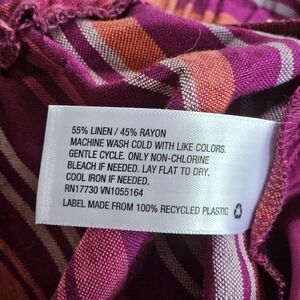 55% LINEN / 45% RAYON
MACHINE WASH COLD WITH LIKE COLORS.
GENTLE CYCLE. ONLY NON-CHLORINE
BLEACH IF NEEDED. LAY FLAT TO DRY.
COOL IRON IF NEEDED.
RN17730 VN1055164
LABEL MADE FROM 100% RECYCLED PLASTIC